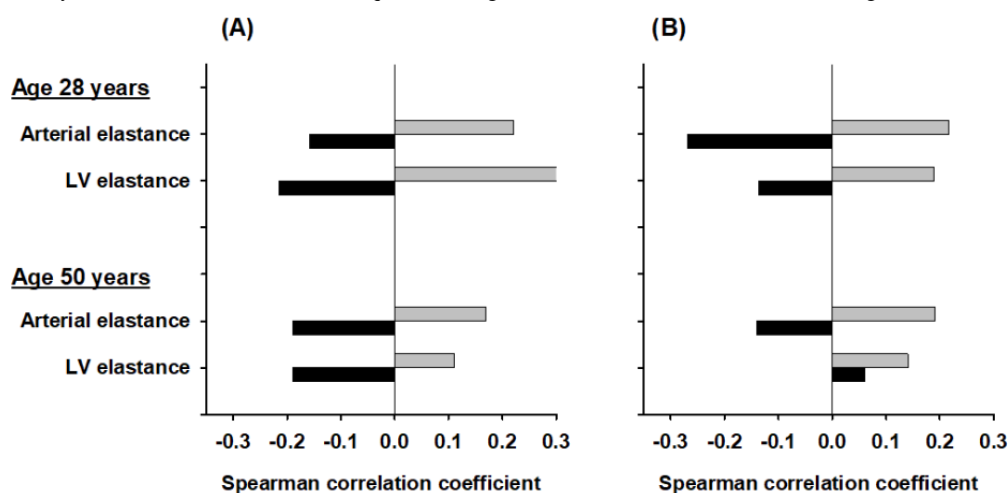 (A)
(B)
Age 28 years
Arterial elastance
LV elastance
Age 50 years
Arterial elastance
LV elastance
-0.3 -0.1 -0.1 0.0 0.1 0.2 0.3
-0.3 -0.1 -0.1 0.0 0.1 0.2 0.3
Spearman correlation coefficient
Spearman correlation coefficient